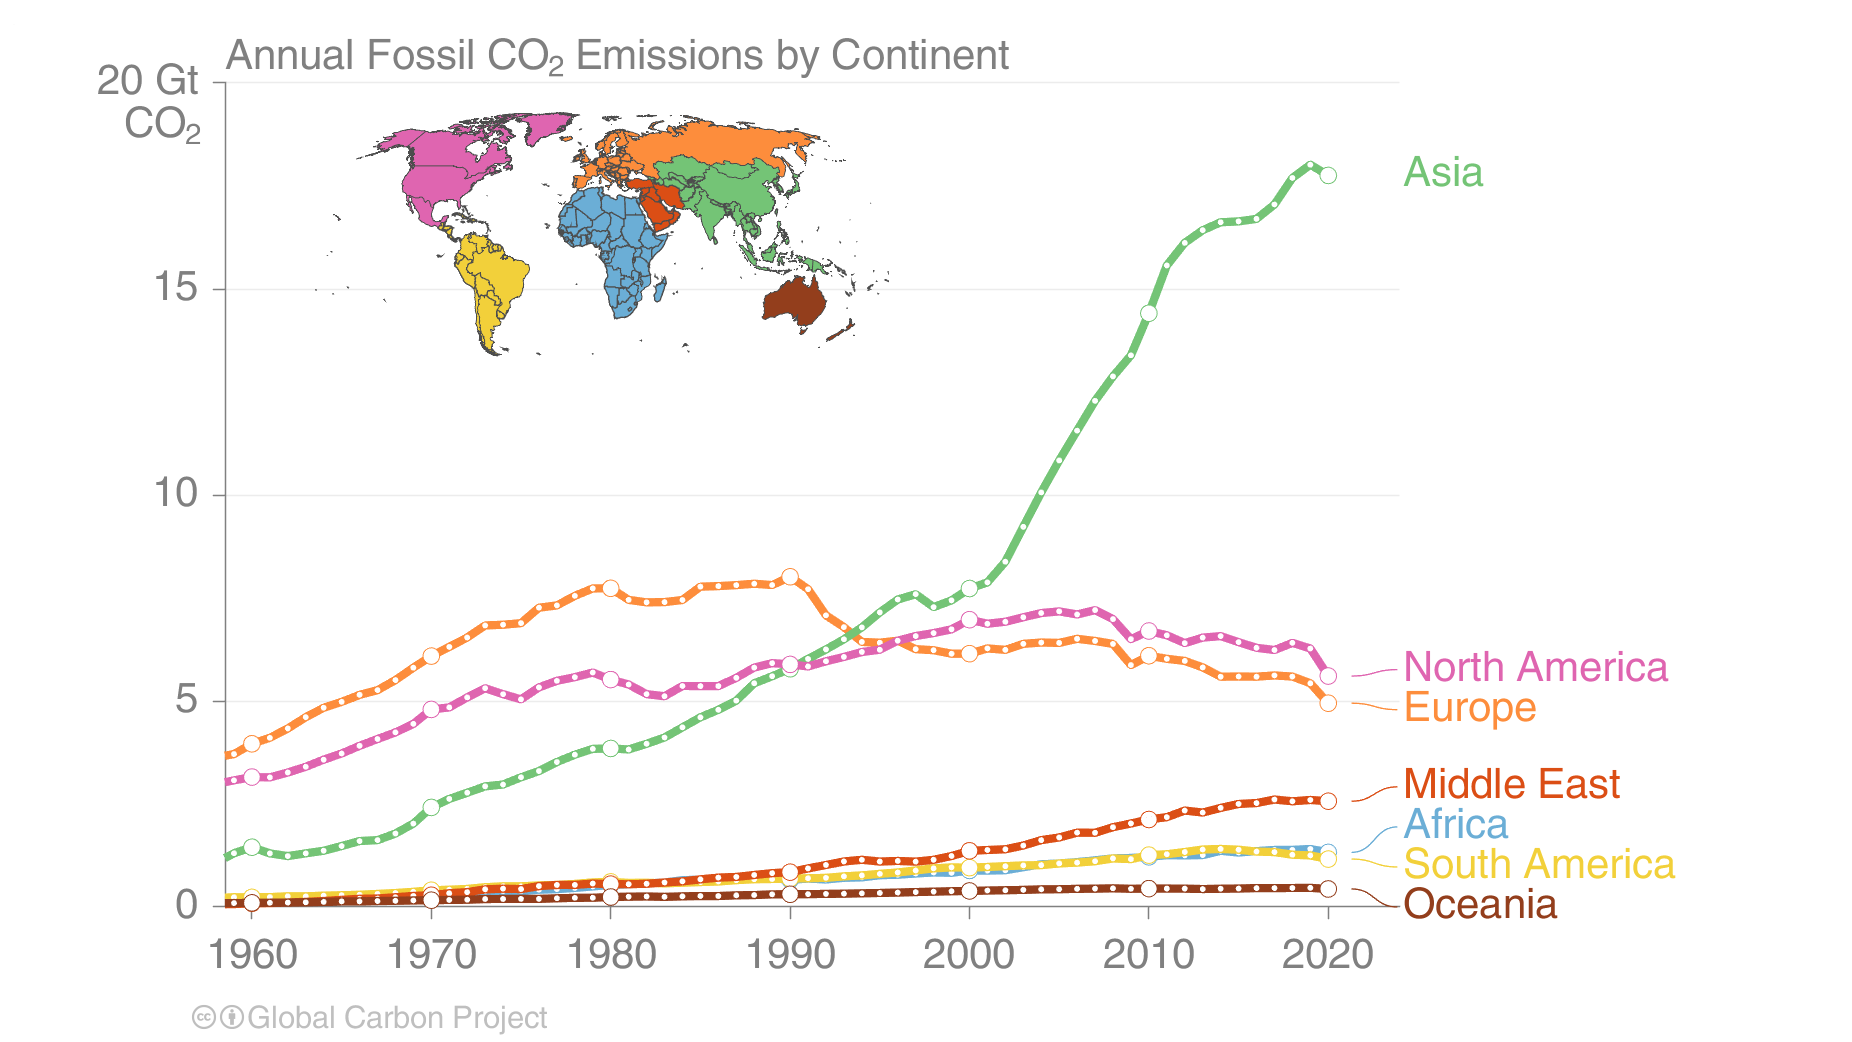 Annual Fossil CO₂ Emissions by Continent
20 Gt
CO₂
15
10
5
0
Asia
North America
Europe
Middle East
Africa
South America
Oceania
1960 1970 1980 1990 2000 2010 2020
cc Global Carbon Project